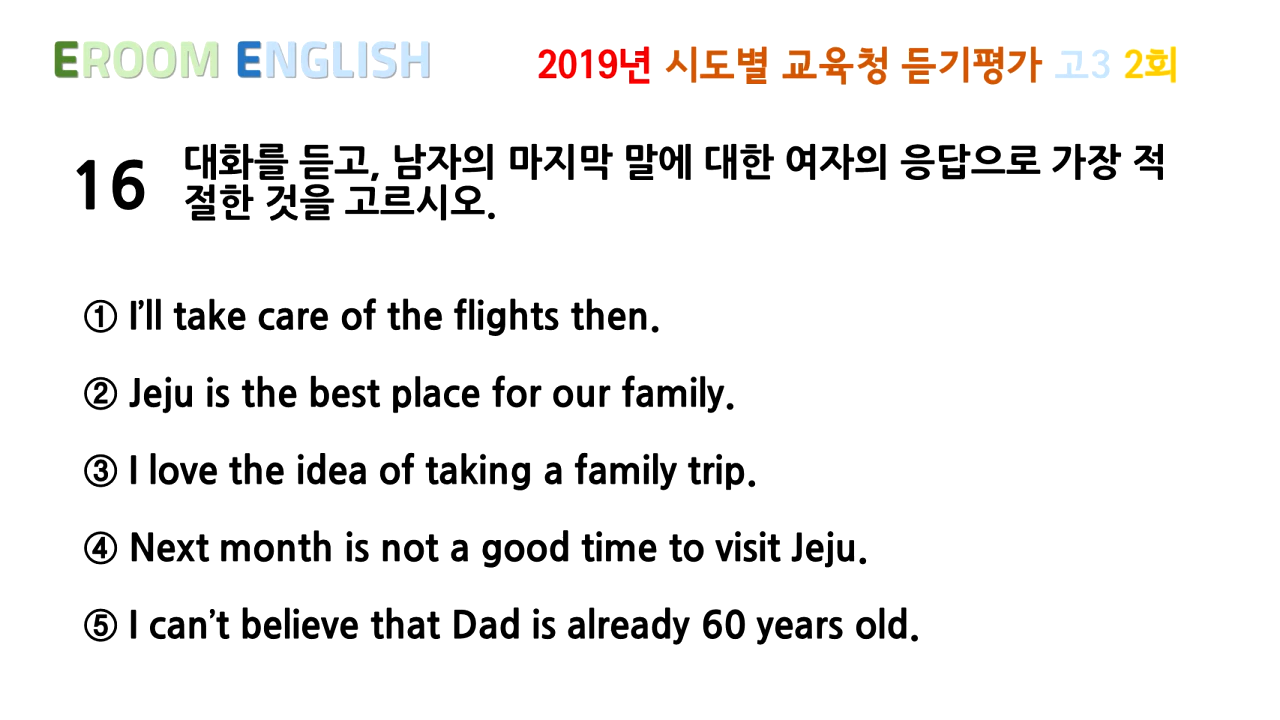 EROOM ENGLISH
2019년 시도별 교육청 듣기평가 고3 2회
16
대화를 듣고, 남자의 마지막 말에 대한 여자의 응답으로 가장 적
절한 것을 고르시오.
① I’ll take care of the flights then.
② Jeju is the best place for our family.
③ I love the idea of taking a family trip.
④ Next month is not a good time to visit Jeju.
⑤ I can’t believe that Dad is already 60 years old.